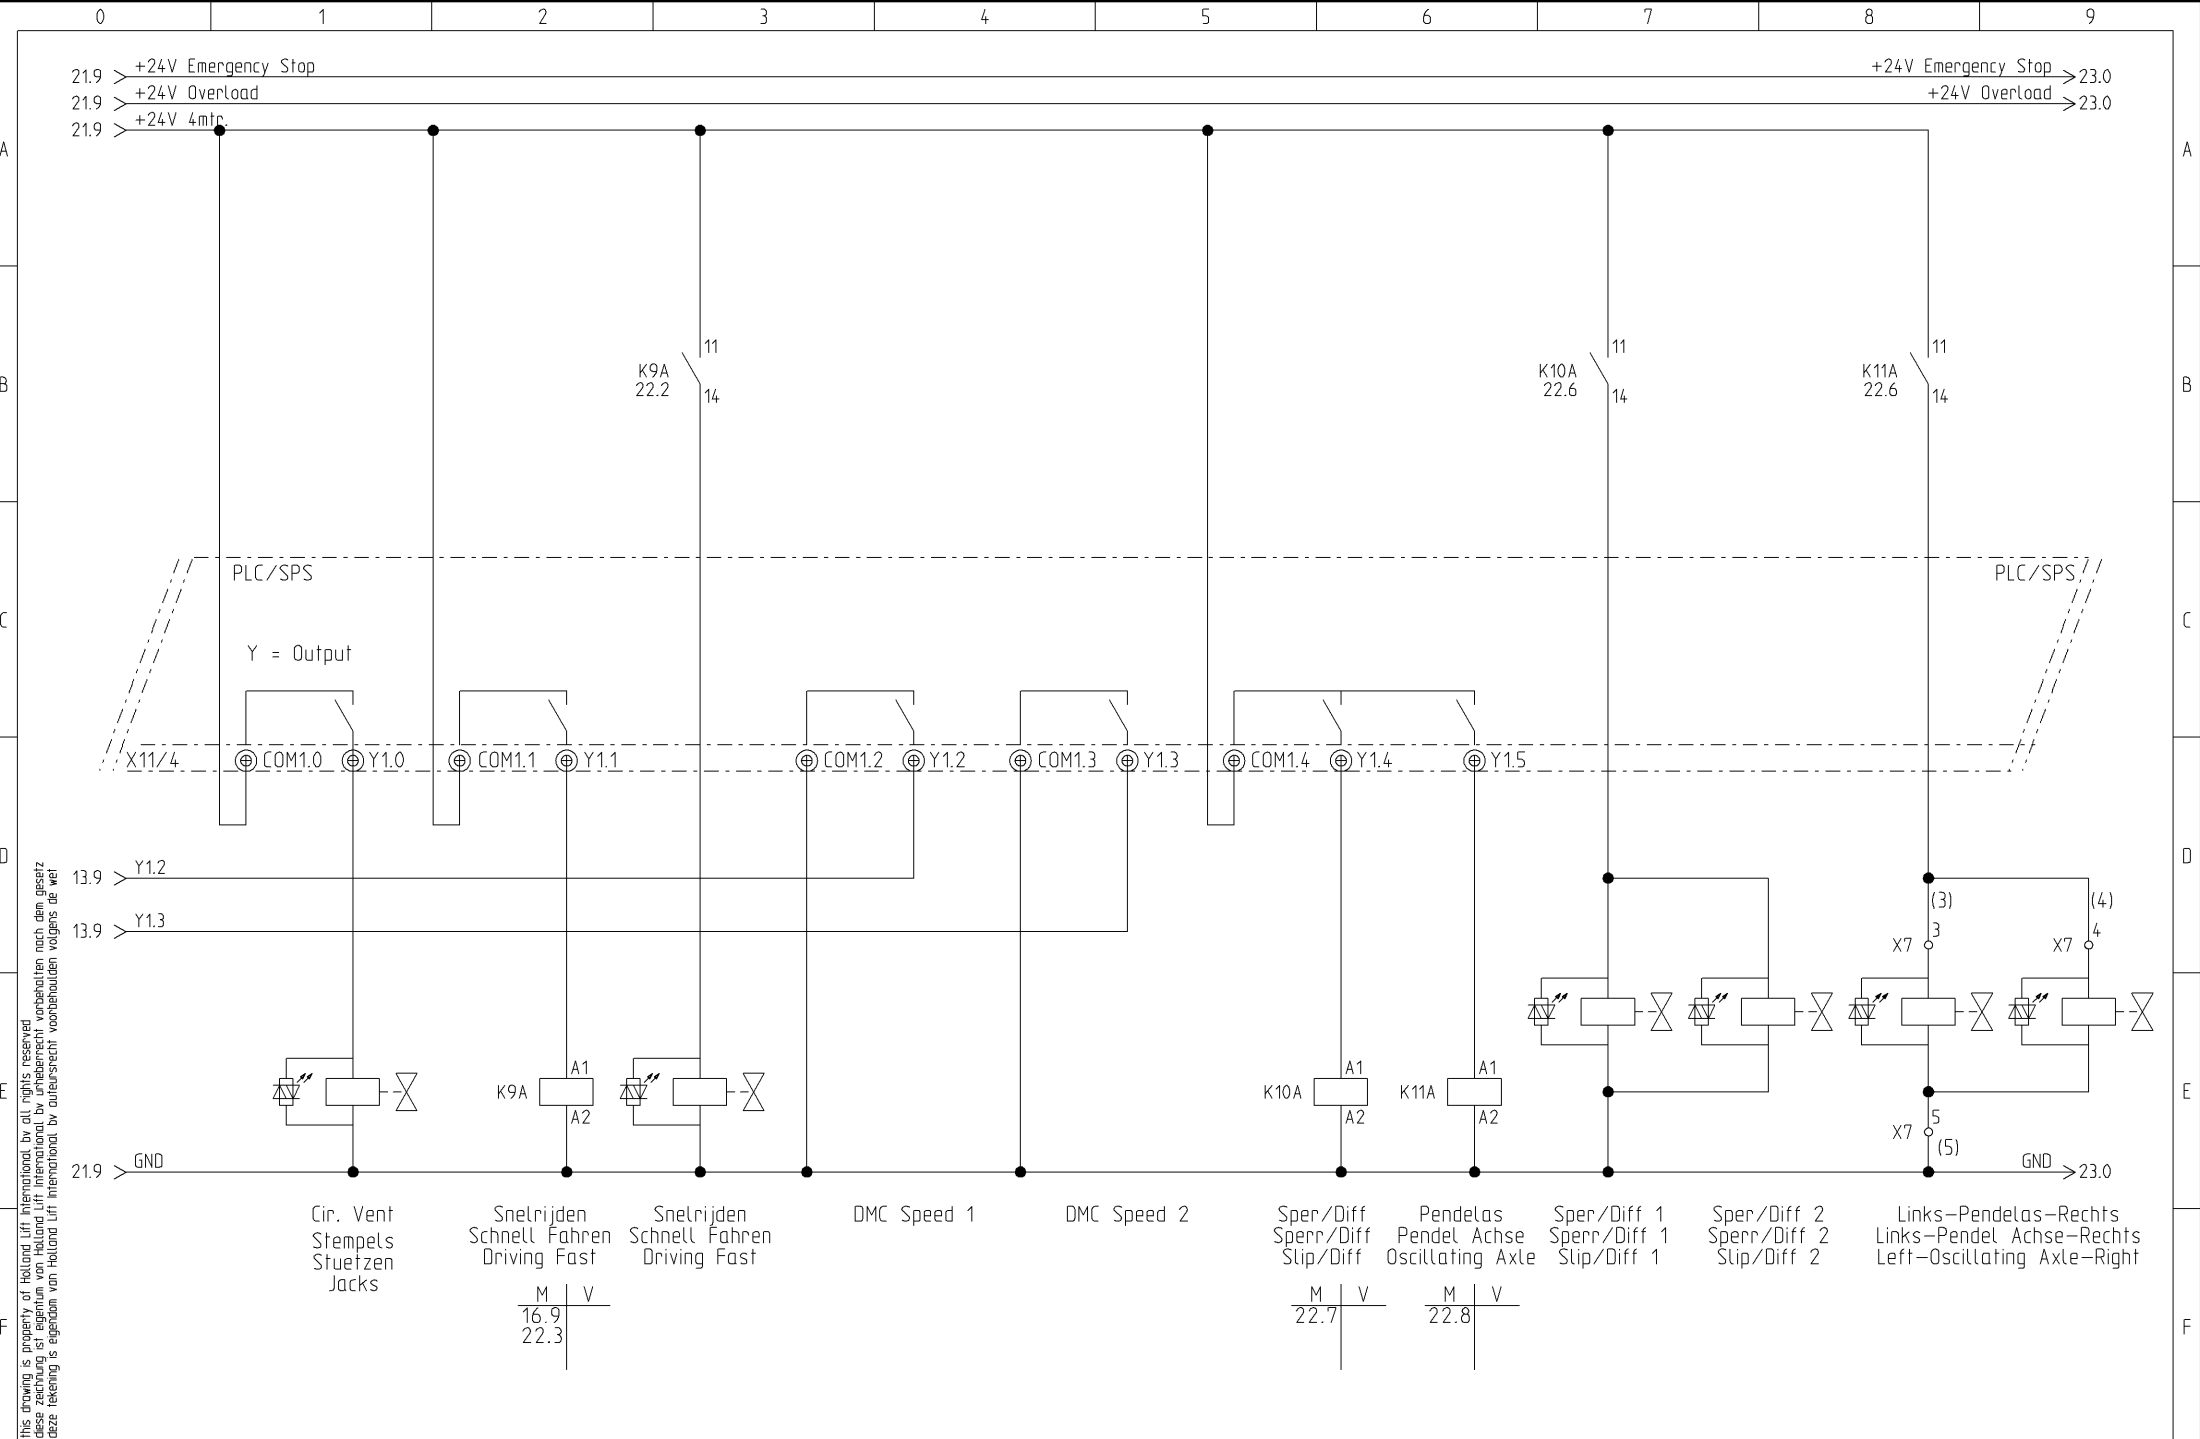 0 1 2 3 4 5 6 7 8 9
21.9 +24V Emergency Stop +24V Emergency Stop 23.0
21.9 +24V Overload +24V Overload 23.0
21.9 +24V 4mtr.
A A
11 11 11
K9A K10A K11A
22.2 22.6 22.6
14 14 14
B B
PLC/SPS PLC/SPS
C C
Y = Output
X11/4 COM1.0 Y1.0 COM1.1 Y1.1 COM1.2 Y1.2 COM1.3 Y1.3 COM1.4 Y1.4 Y1.5
D D
13.9 Y1.2
13.9 Y1.3
(3) (4)
3 4
X7 X7
A1 A1 A1
K9A K10A K11A
A2 A2 A2
E E
5
X7
(5)
21.9 GND GND 23.0
Cir. Vent
Stempels
Stuetzen
Jacks
Snelrijden
Schnell Fahren
Driving Fast
M V
16.9
22.3
Snelrijden
Schnell Fahren
Driving Fast
DMC Speed 1
DMC Speed 2
Sper/Diff
Sperr/Diff
Slip/Diff
M V
22.7
Pendelas
Pendel Achse
Oscillating Axle
M V
22.8
Sper/Diff 1
Sperr/Diff 1
Slip/Diff 1
Sper/Diff 2
Sperr/Diff 2
Slip/Diff 2
Links-Pendelas-Rechts
Links-Pendel Achse-Rechts
Left-Oscillating Axle-Right
F F
this drawing is property of Holland Lift International bv all rights reserved
diese zeichnung ist eigentum von Holland Lift International bv urheberrecht vorbehalten nach dem gesetz
deze tekening is eigendom van Holland Lift International bv auteursrecht voorbehouden volgens de wet